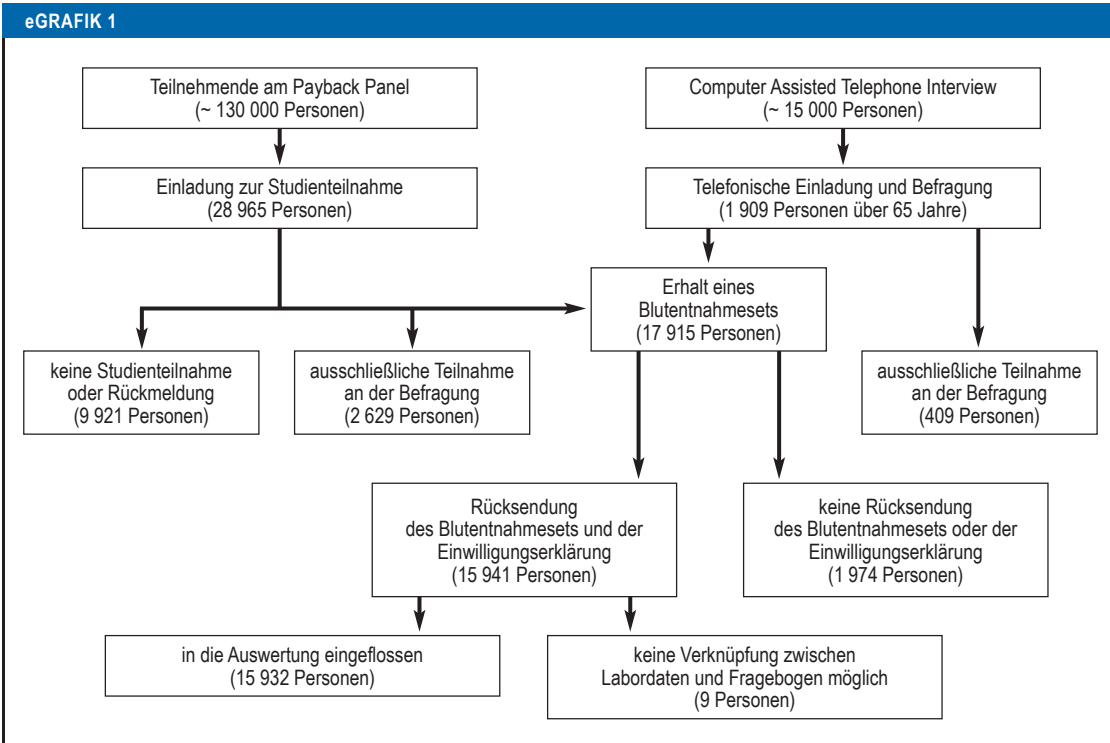 eGRAFIK 1
Teilnehmende am Payback Panel
(~ 130 000 Personen)
Computer Assisted Telephone Interview
(~ 15 000 Personen)
Einladung zur Studienteilnahme
(28 965 Personen)
Telefonische Einladung und Befragung
(1 909 Personen über 65 Jahre)
Erhalt eines
Blutentnahmesets
(17 915 Personen)
keine Studienteilnahme
oder Rückmeldung
(9 921 Personen)
ausschließliche Teilnahme
an der Befragung
(2 629 Personen)
ausschließliche Teilnahme
an der Befragung
(409 Personen)
Rücksendung
des Blutentnahmesets und der
Einwilligungserklärung
(15 941 Personen)
keine Rücksendung
des Blutentnahmesets oder der
Einwilligungserklärung
(1 974 Personen)
in die Auswertung eingeflossen
(15 932 Personen)
keine Verknüpfung zwischen
Labordaten und Fragebogen möglich
(9 Personen)